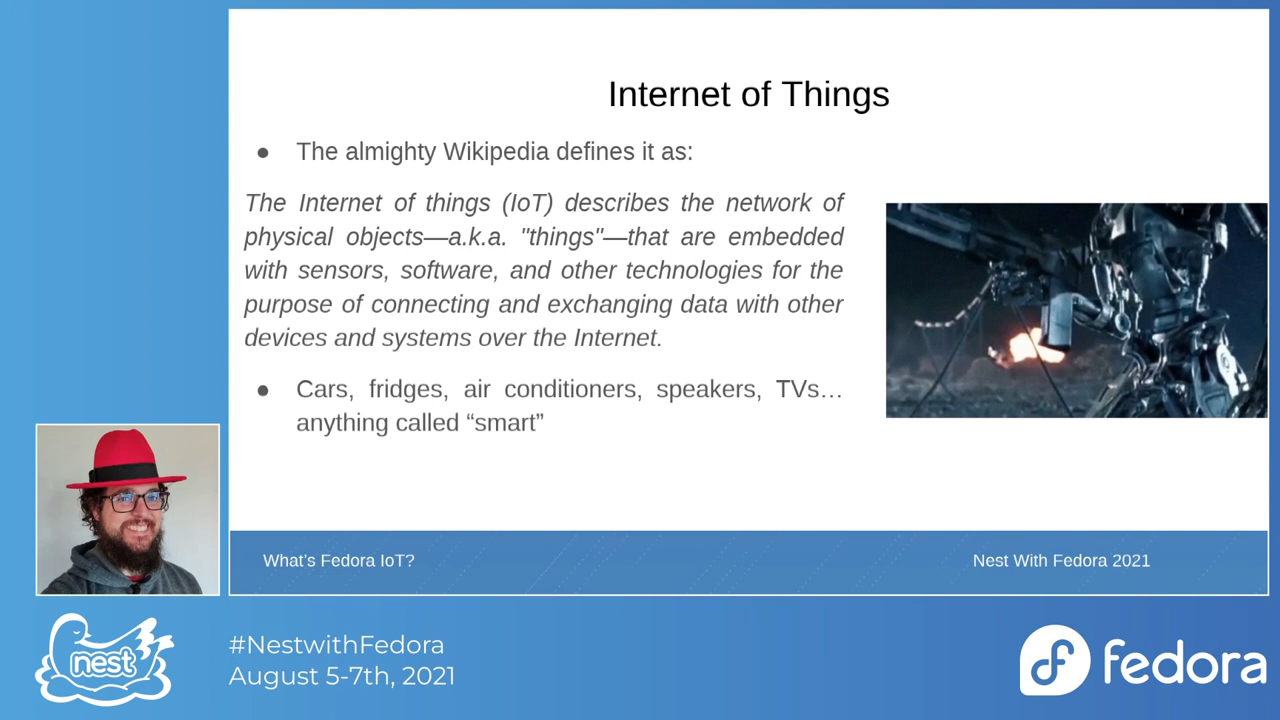 Internet of Things
● The almighty Wikipedia defines it as:
The Internet of things (IoT) describes the network of
physical objects—a.k.a. "things"—that are embedded
with sensors, software, and other technologies for the
purpose of connecting and exchanging data with other
devices and systems over the Internet.
● Cars, fridges, air conditioners, speakers, TVs…
anything called “smart”
What's Fedora IoT?
Nest With Fedora 2021
nest
#NestwithFedora
August 5-7th, 2021
fedora